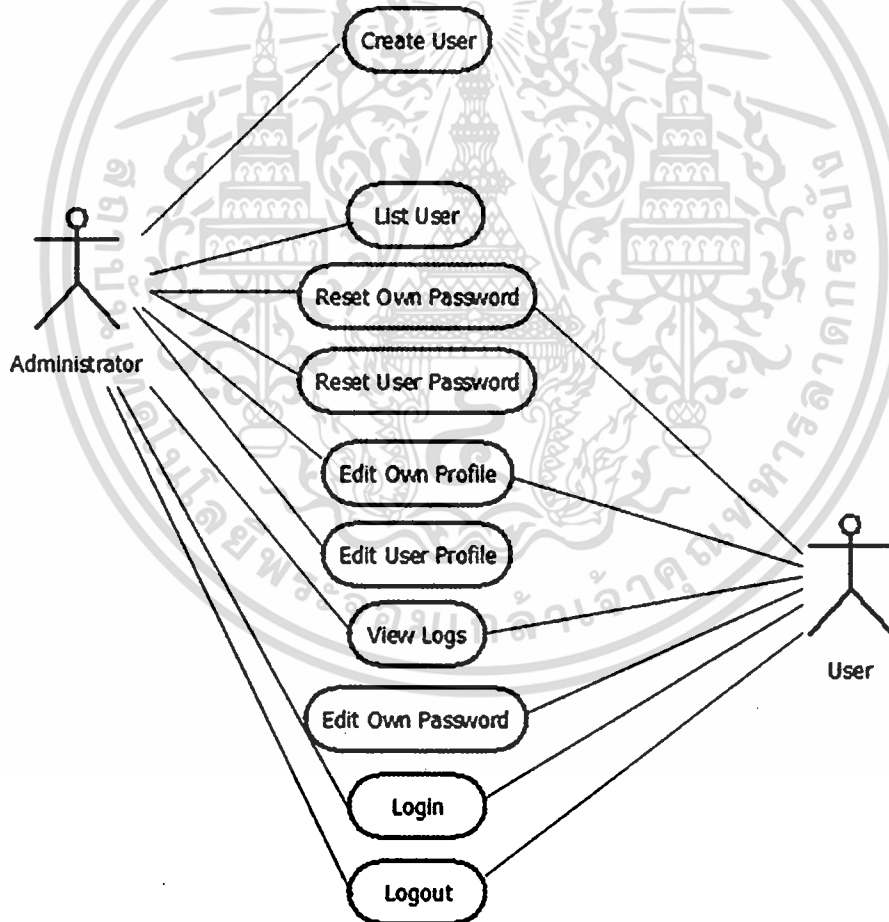 Create User
List User
Reset Own Password
Administrator
Reset User Password
Edit Own Profile
Edit User Profile
View Logs
User
Edit Own Password
Login
Logout